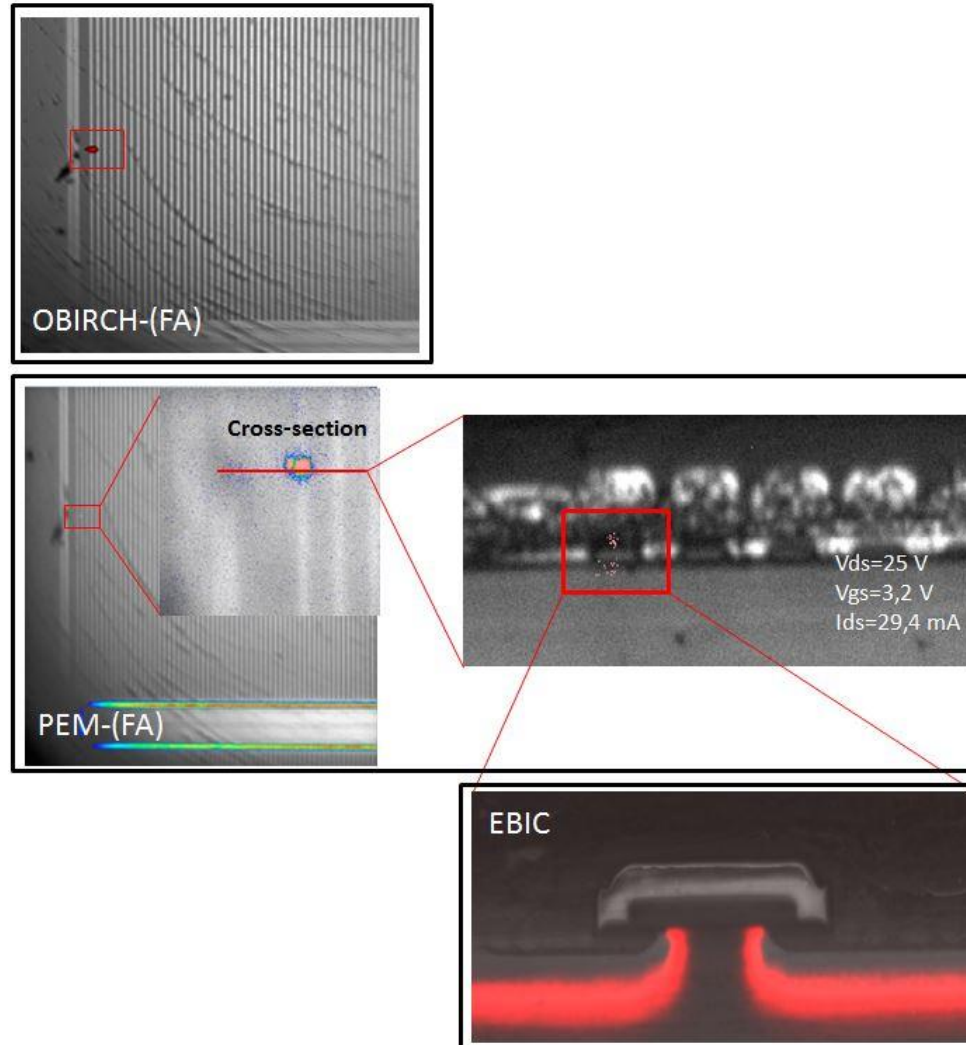 OBIRCH-(FA)
Cross-section
Vds=25 V
Vgs=3,2 V
Ids=29,4 mA
PEM-(FA)
EBIC